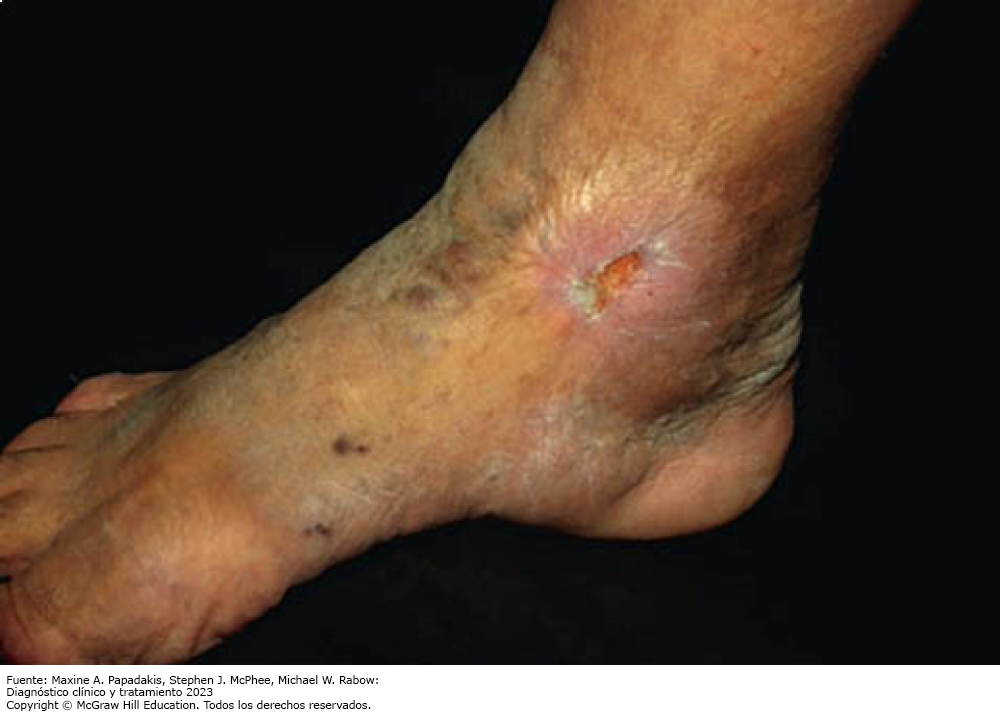 Fuente: Maxine A. Papadakis, Stephen J. McPhee, Michael W. Rabow:
Diagnóstico clínico y tratamiento 2023
Copyright © McGraw Hill Education. Todos los derechos reservados.